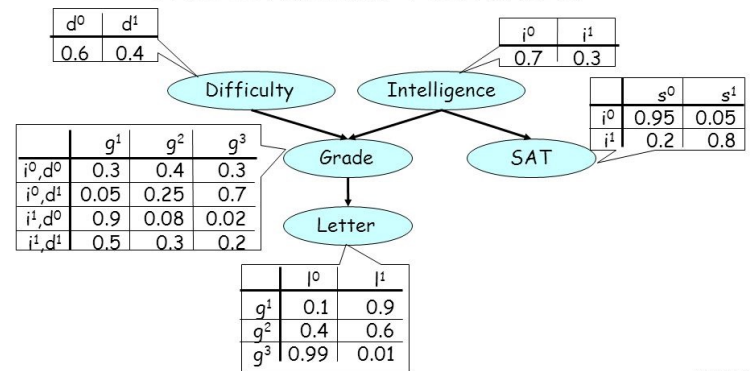 d⁰ d¹
0.6 0.4
i⁰ i¹
0.7 0.3
Difficulty
Intelligence
s⁰ s¹
i⁰ 0.95 0.05
i¹ 0.2 0.8
g¹ g² g³
i⁰,d⁰ 0.3 0.4 0.3
i⁰,d¹ 0.05 0.25 0.7
i¹,d⁰ 0.9 0.08 0.02
i¹,d¹ 0.5 0.3 0.2
Grade
SAT
Letter
l⁰ l¹
g¹ 0.1 0.9
g² 0.4 0.6
g³ 0.99 0.01